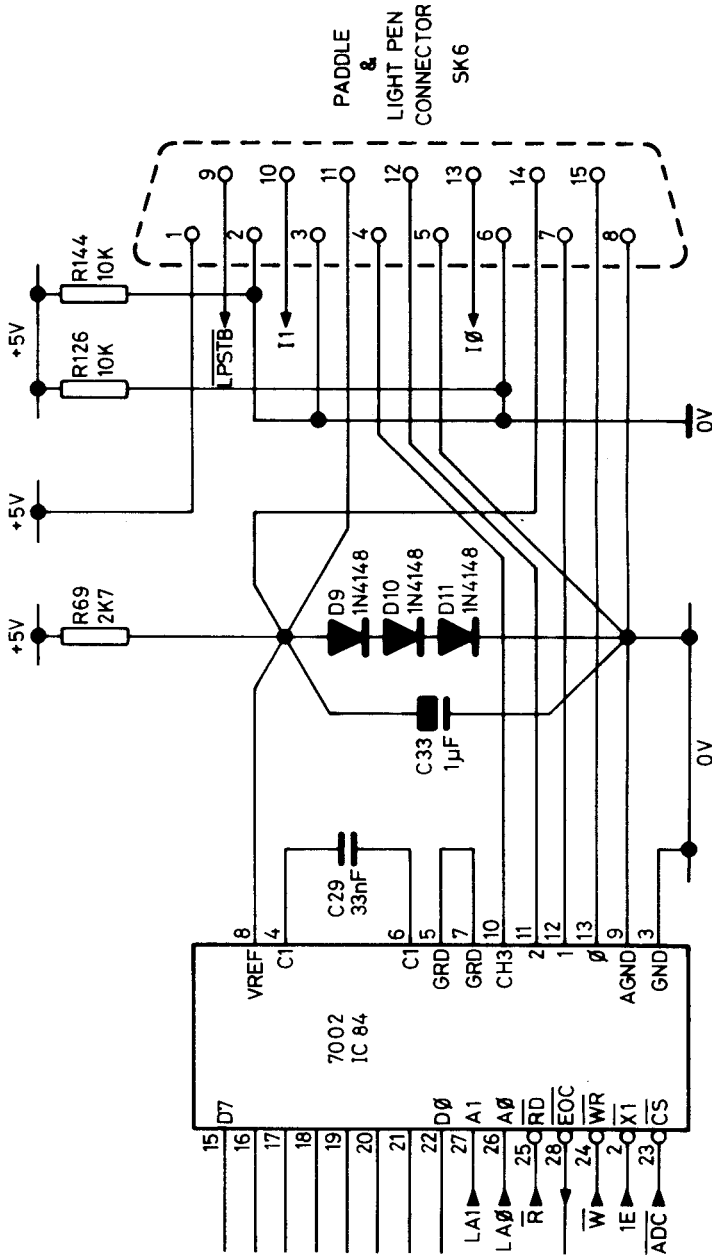 PADDLE
&
LIGHT PEN
CONNECTOR
SK6
+5V
R144
10K
R126
10K
+5V
+5V
R69
2K7
1
2
3
4
5
6
7
8
9
10
11
12
13
14
15
LPSTB
I1
IØ
0V
D9
1N4148
D10
1N4148
D11
1N4148
C33
1µF
C29
33nF
0V
8
4
6
5
7
10
11
12
13
9
3
VREF
C1
C1
GRD
GRD
CH3
2
1
Ø
AGND
GND
7002
IC 84
D7
DØ
A1
AØ
RD
EOC
WR
X1
CS
15
16
17
18
19
20
21
22
27
26
25
28
24
2
23
LA1
LAØ
R
W
1E
ADC